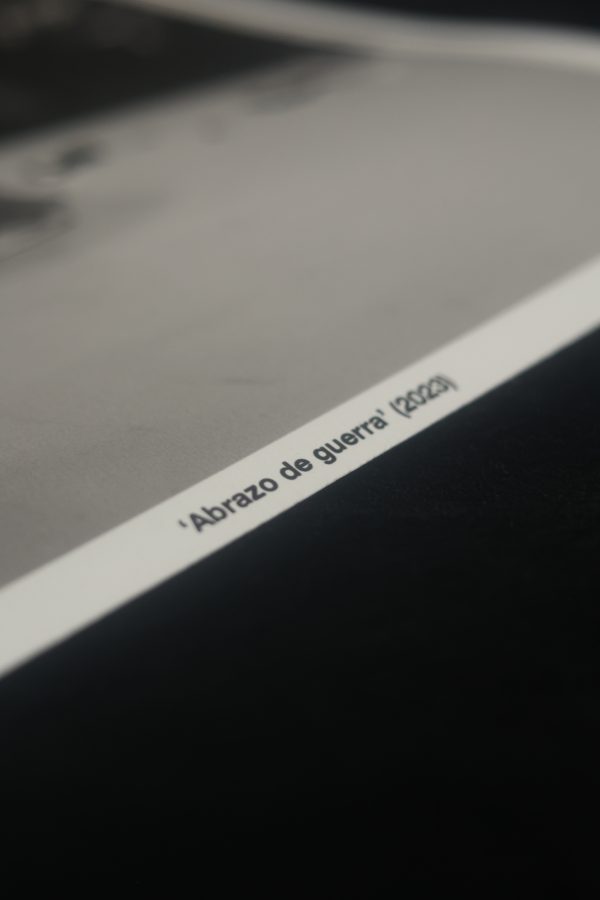 ‘Abrazo de guerra’ (2023)